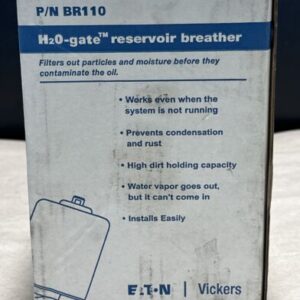 P/N BR110
H₂O-gate™ reservoir breather
Filters out particles and moisture before they
contaminate the oil.
• Works even when the
system is not running
• Prevents condensation
and rust
• High dirt holding capacity
• Water vapor goes out,
but it can't come in
• Installs Easily
EATON | Vickers